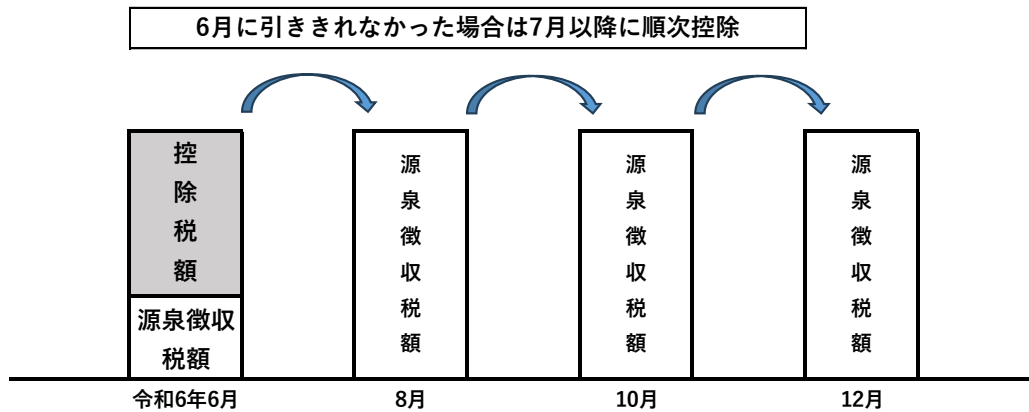 6月に引ききれなかった場合は7月以降に順次控除
控除税額
源泉徴収
税額
源泉徴収税額
源泉徴収税額
源泉徴収税額
令和6年6月
8月
10月
12月